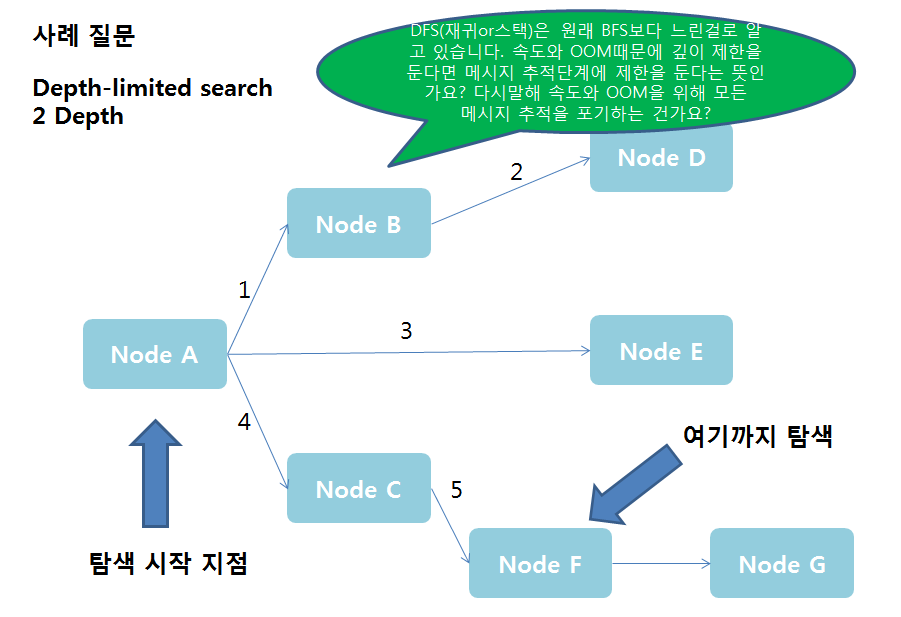 사례 질문
Depth-limited search
2 Depth
DFS(재귀or스택)은 원래 BFS보다 느린걸로 알
고 있습니다. 속도와 OOM때문에 깊이 제한을
둔다면 메시지 추적단계에 제한을 둔다는 뜻인
가요? 다시말해 속도와 OOM을 위해 모든
메시지 추적을 포기하는 건가요?
Node D
2
Node B
1
3
Node A
Node E
4
여기까지 탐색
Node C
5
탐색 시작 지점
Node F
Node G